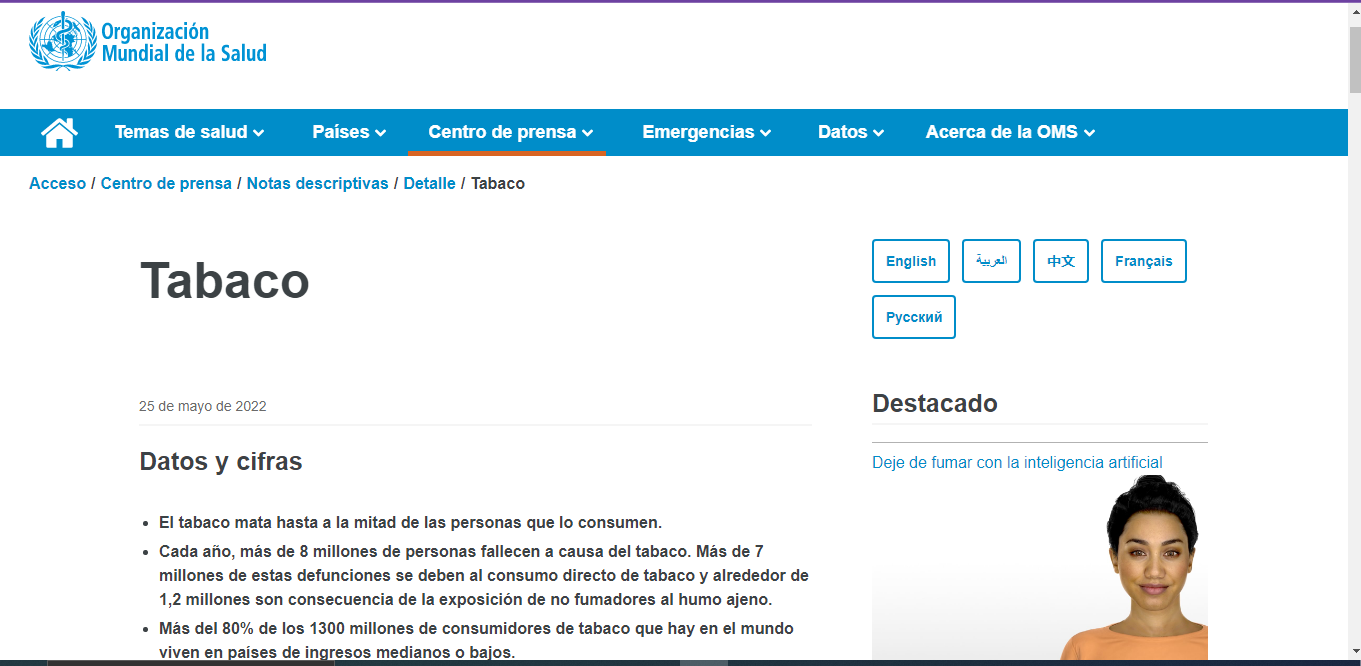 Organización
Mundial de la Salud
Temas de salud
Países
Centro de prensa
Emergencias
Datos
Acerca de la OMS
Acceso / Centro de prensa / Notas descriptivas / Detalle / Tabaco
Tabaco
English
العربية
中文
Français
Русский
25 de mayo de 2022
Datos y cifras
El tabaco mata hasta a la mitad de las personas que lo consumen.
Cada año, más de 8 millones de personas fallecen a causa del tabaco. Más de 7
millones de estas defunciones se deben al consumo directo de tabaco y alrededor de
1,2 millones son consecuencia de la exposición de no fumadores al humo ajeno.
Más del 80% de los 1300 millones de consumidores de tabaco que hay en el mundo
viven en países de ingresos medianos o bajos.
Destacado
Deje de fumar con la inteligencia artificial